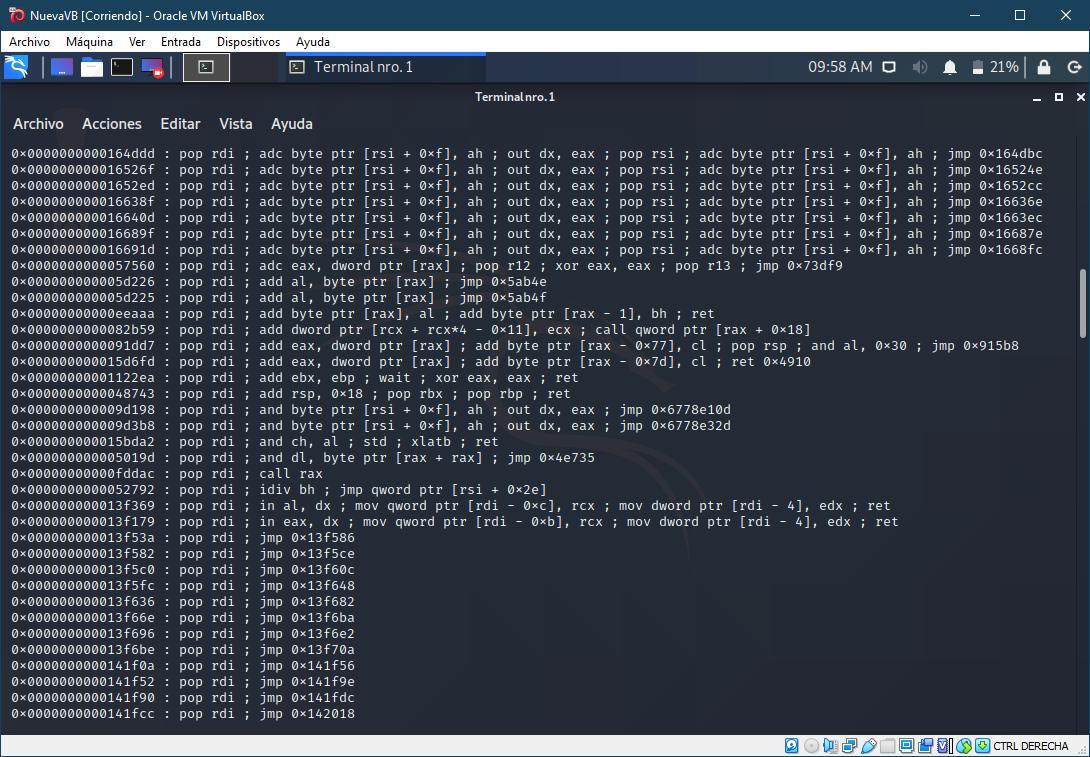 NuevaVB [Corriendo] - Oracle VM VirtualBox
Archivo Máquina Ver Entrada Dispositivos Ayuda
Terminal nro. 1 09:58 AM 21%
Terminal nro. 1
Archivo Acciones Editar Vista Ayuda
0×0000000000164ddd : pop rdi ; adc byte ptr [rsi + 0×f], ah ; out dx, eax ; pop rsi ; adc byte ptr [rsi + 0×f], ah ; jmp 0×164dbc
0×000000000016526f : pop rdi ; adc byte ptr [rsi + 0×f], ah ; out dx, eax ; pop rsi ; adc byte ptr [rsi + 0×f], ah ; jmp 0×16524e
0×00000000001652ed : pop rdi ; adc byte ptr [rsi + 0×f], ah ; out dx, eax ; pop rsi ; adc byte ptr [rsi + 0×f], ah ; jmp 0×1652cc
0×000000000016638f : pop rdi ; adc byte ptr [rsi + 0×f], ah ; out dx, eax ; pop rsi ; adc byte ptr [rsi + 0×f], ah ; jmp 0×16636e
0×000000000016640d : pop rdi ; adc byte ptr [rsi + 0×f], ah ; out dx, eax ; pop rsi ; adc byte ptr [rsi + 0×f], ah ; jmp 0×1663ec
0×000000000016689f : pop rdi ; adc byte ptr [rsi + 0×f], ah ; out dx, eax ; pop rsi ; adc byte ptr [rsi + 0×f], ah ; jmp 0×16687e
0×000000000016691d : pop rdi ; adc byte ptr [rsi + 0×f], ah ; out dx, eax ; pop rsi ; adc byte ptr [rsi + 0×f], ah ; jmp 0×1668fc
0×0000000000057560 : pop rdi ; adc eax, dword ptr [rax] ; pop r12 ; xor eax, eax ; pop r13 ; jmp 0×73df9
0×000000000005d226 : pop rdi ; add al, byte ptr [rax] ; jmp 0×5ab4e
0×000000000005d225 : pop rdi ; add al, byte ptr [rax] ; jmp 0×5ab4f
0×00000000000eeaaa : pop rdi ; add byte ptr [rax], al ; add byte ptr [rax - 1], bh ; ret
0×0000000000082b59 : pop rdi ; add dword ptr [rcx + rcx*4 - 0×11], ecx ; call qword ptr [rax + 0×18]
0×0000000000091dd7 : pop rdi ; add eax, dword ptr [rax] ; add byte ptr [rax - 0×77], cl ; pop rsp ; and al, 0×30 ; jmp 0×915b8
0×000000000015d6fd : pop rdi ; add eax, dword ptr [rax] ; add byte ptr [rax - 0×7d], cl ; ret 0×4910
0×00000000001122ea : pop rdi ; add ebx, ebp ; wait ; xor eax, eax ; ret
0×0000000000048743 : pop rdi ; add rsp, 0×18 ; pop rbx ; pop rbp ; ret
0×000000000009d198 : pop rdi ; and byte ptr [rsi + 0×f], ah ; out dx, eax ; jmp 0×6778e10d
0×000000000009d3b8 : pop rdi ; and byte ptr [rsi + 0×f], ah ; out dx, eax ; jmp 0×6778e32d
0×000000000015bda2 : pop rdi ; and ch, al ; std ; xlatb ; ret
0×000000000005019d : pop rdi ; and dl, byte ptr [rax + rax] ; jmp 0×4e735
0×00000000000fddac : pop rdi ; call rax
0×0000000000052792 : pop rdi ; idiv bh ; jmp qword ptr [rsi + 0×2e]
0×000000000013f369 : pop rdi ; in al, dx ; mov qword ptr [rdi - 0×c], rcx ; mov dword ptr [rdi - 4], edx ; ret
0×000000000013f179 : pop rdi ; in eax, dx ; mov qword ptr [rdi - 0×b], rcx ; mov dword ptr [rdi - 4], edx ; ret
0×000000000013f53a : pop rdi ; jmp 0×13f586
0×000000000013f582 : pop rdi ; jmp 0×13f5ce
0×000000000013f5c0 : pop rdi ; jmp 0×13f60c
0×000000000013f5fc : pop rdi ; jmp 0×13f648
0×000000000013f636 : pop rdi ; jmp 0×13f682
0×000000000013f66e : pop rdi ; jmp 0×13f6ba
0×000000000013f696 : pop rdi ; jmp 0×13f6e2
0×000000000013f6be : pop rdi ; jmp 0×13f70a
0×0000000000141f0a : pop rdi ; jmp 0×141f56
0×0000000000141f52 : pop rdi ; jmp 0×141f9e
0×0000000000141f90 : pop rdi ; jmp 0×141fdc
0×0000000000141fcc : pop rdi ; jmp 0×142018
CTRL DERECHA